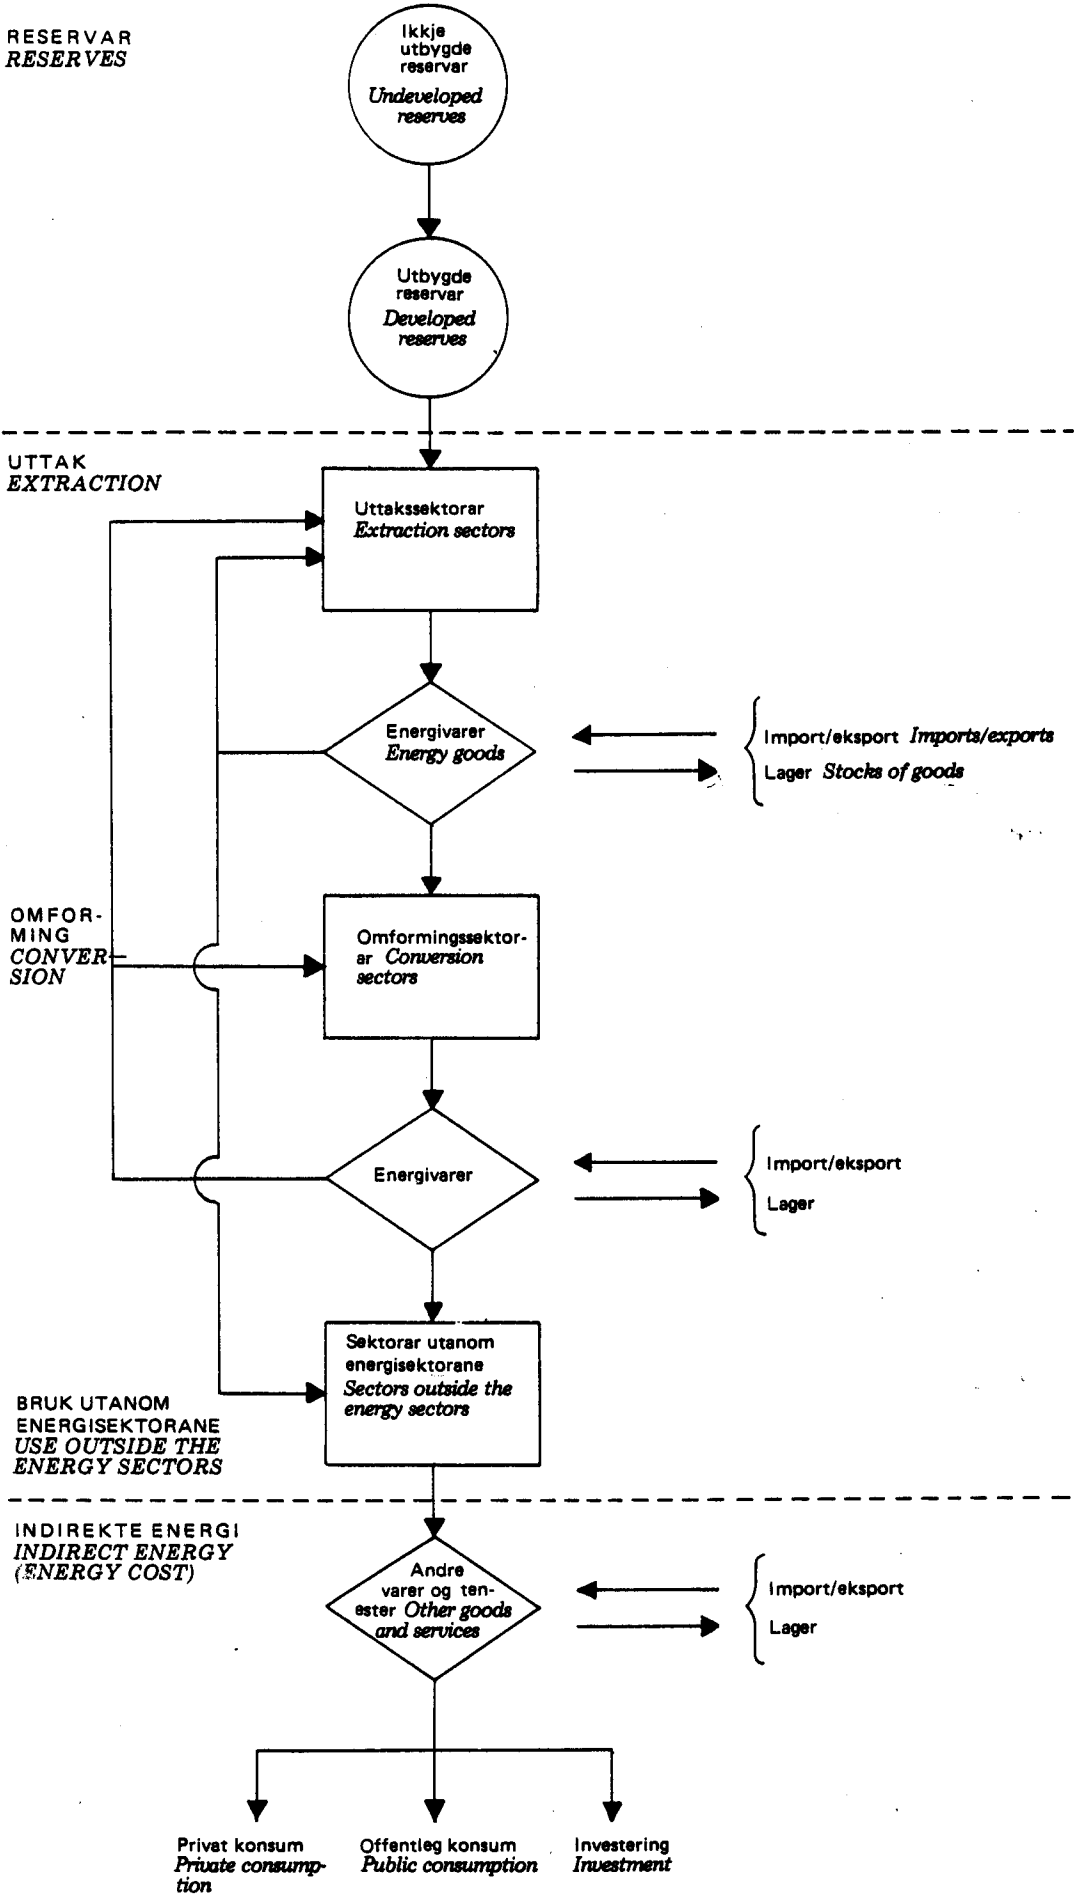 RESERVAR
RESERVES
Ikkje
utbygde
reservar
Undeveloped
reserves
Utbygde
reservar
Developed
reserves
UTTAK
EXTRACTION
Uttakssektorar
Extraction sectors
Energivarer
Energy goods
Import/eksport Imports/exports
Lager Stocks of goods
OMFOR-
MING
CONVER-
SION
Omformingssektor-
ar Conversion
sectors
Energivarer
Import/eksport
Lager
Sektorar utanom
energisektorane
Sectors outside the
energy sectors
BRUK UTANOM
ENERGISEKTORANE
USE OUTSIDE THE
ENERGY SECTORS
INDIREKTE ENERGI
INDIRECT ENERGY
(ENERGY COST)
Andre
varer og ten-
ester Other goods
and services
Import/eksport
Lager
Privat konsum
Private consump-
tion
Offentleg konsum
Public consumption
Investering
Investment